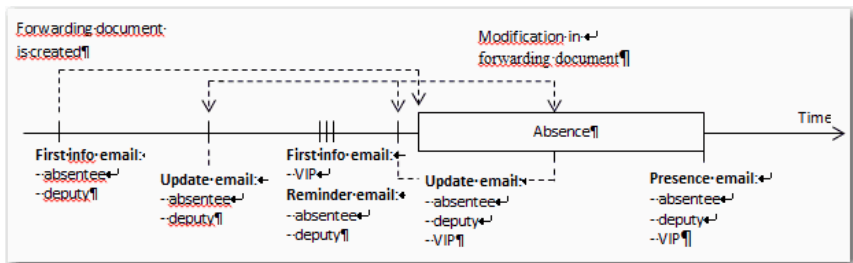 Forwarding document
is created¶
Modification in ↵
forwarding document¶
Time
Absence¶
First info email:↵
- absentee↵
- deputy¶
Update email:↵
- absentee↵
- deputy¶
First info email:↵
- VIP↵
Reminder email:↵
- absentee↵
- deputy¶
Update email:↵
- absentee↵
- deputy↵
- VIP¶
Presence email:↵
- absentee↵
- deputy↵
- VIP¶